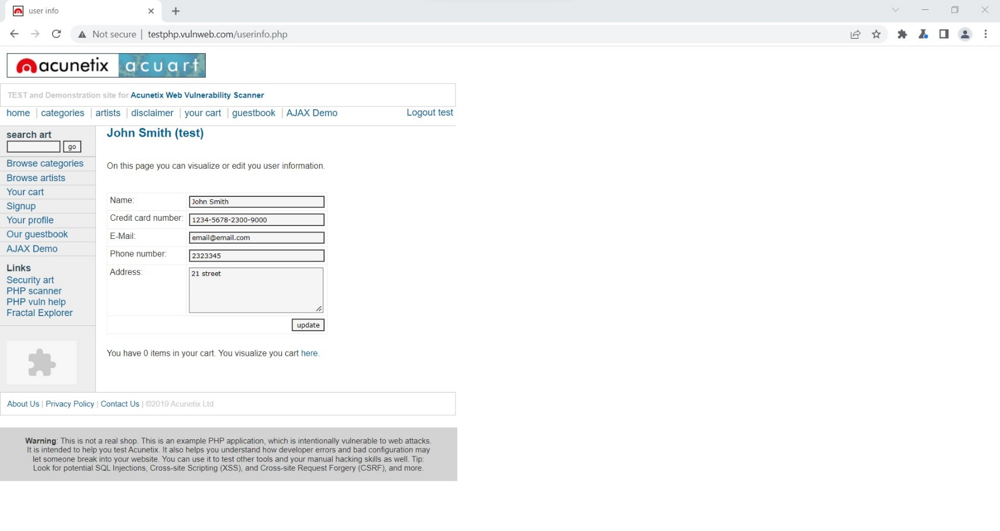 user info
Not secure | testphp.vulnweb.com/userinfo.php
acunetix acuart
TEST and Demonstration site for Acunetix Web Vulnerability Scanner
home | categories | artists | disclaimer | your cart | guestbook | AJAX Demo
Logout test
search art
go
Browse categories
Browse artists
Your cart
Signup
Your profile
Our guestbook
AJAX Demo
Links
Security art
PHP scanner
PHP vuln help
Fractal Explorer
John Smith (test)
On this page you can visualize or edit you user information.
Name: John Smith
Credit card number: 1234-5678-2300-9000
E-Mail: email@email.com
Phone number: 2323345
Address: 21 street
update
You have 0 items in your cart. You visualize you cart here.
About Us | Privacy Policy | Contact Us | ©2019 Acunetix Ltd
Warning: This is not a real shop. This is an example PHP application, which is intentionally vulnerable to web attacks.
It is intended to help you test Acunetix. It also helps you understand how developer errors and bad configuration may
let someone break into your website. You can use it to test other tools and your manual hacking skills as well. Tip:
Look for potential SQL Injections, Cross-site Scripting (XSS), and Cross-site Request Forgery (CSRF), and more.